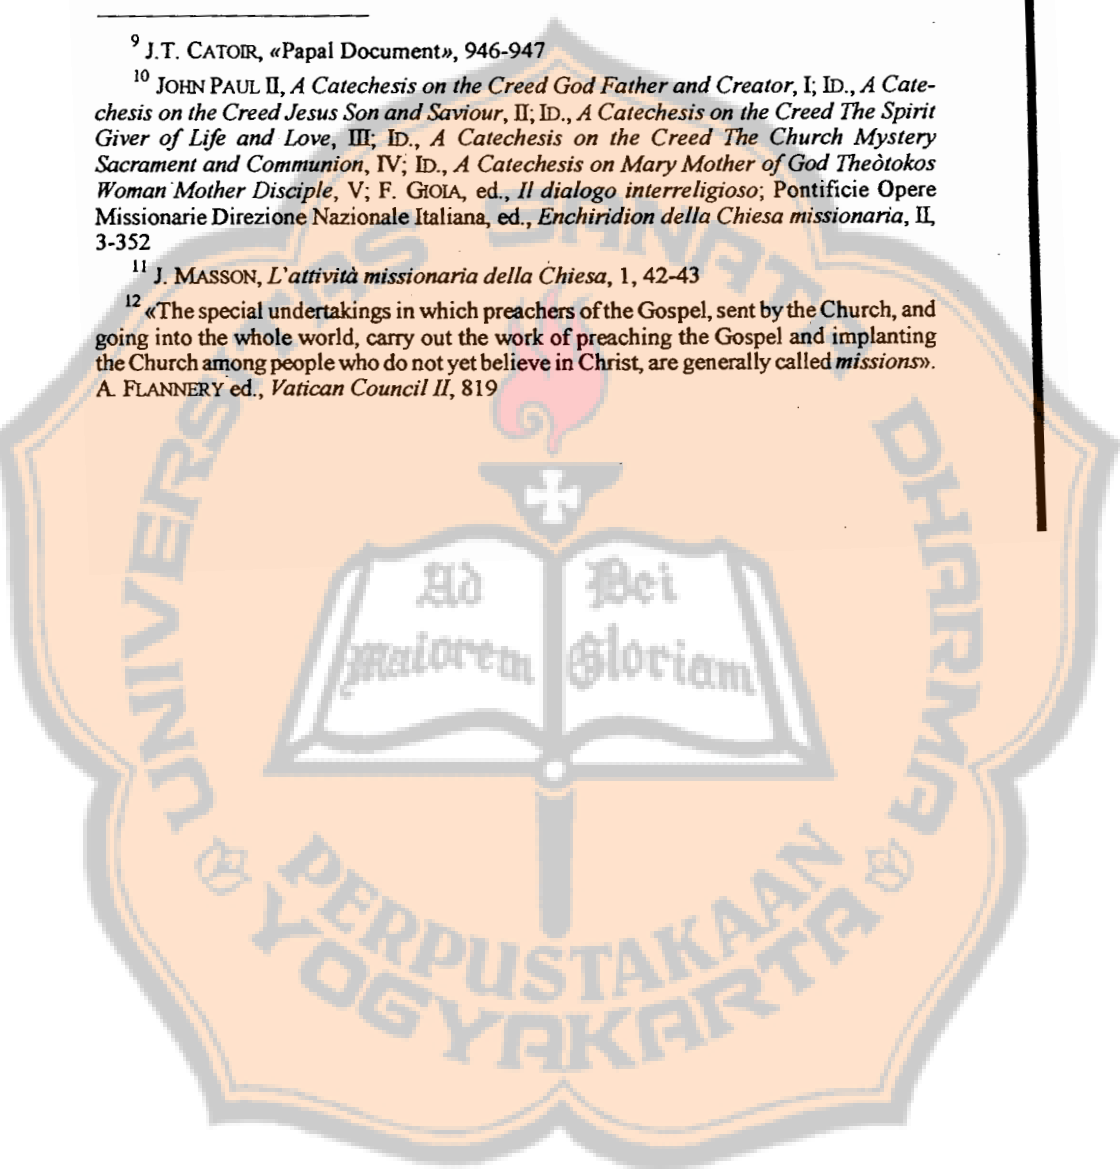 9 J.T. CATOIR, «Papal Document», 946-947
10 JOHN PAUL II, A Catechesis on the Creed God Father and Creator, I; ID., A Cate-
chesis on the Creed Jesus Son and Saviour, II; ID., A Catechesis on the Creed The Spirit
Giver of Life and Love, III; ID., A Catechesis on the Creed The Church Mystery
Sacrament and Communion, IV; ID., A Catechesis on Mary Mother of God Theòtokos
Woman Mother Disciple, V; F. GIOIA, ed., Il dialogo interreligioso; Pontificie Opere
Missionarie Direzione Nazionale Italiana, ed., Enchiridion della Chiesa missionaria, II,
3-352
11 J. MASSON, L'attività missionaria della Chiesa, 1, 42-43
12 «The special undertakings in which preachers of the Gospel, sent by the Church, and
going into the whole world, carry out the work of preaching the Gospel and implanting
the Church among people who do not yet believe in Christ, are generally called missions».
A. FLANNERY ed., Vatican Council II, 819
UNIVERSITAS SANATA DHARMA
Ad Dei
maiorem Gloriam
PERPUSTAKAAN
YOGYAKARTA